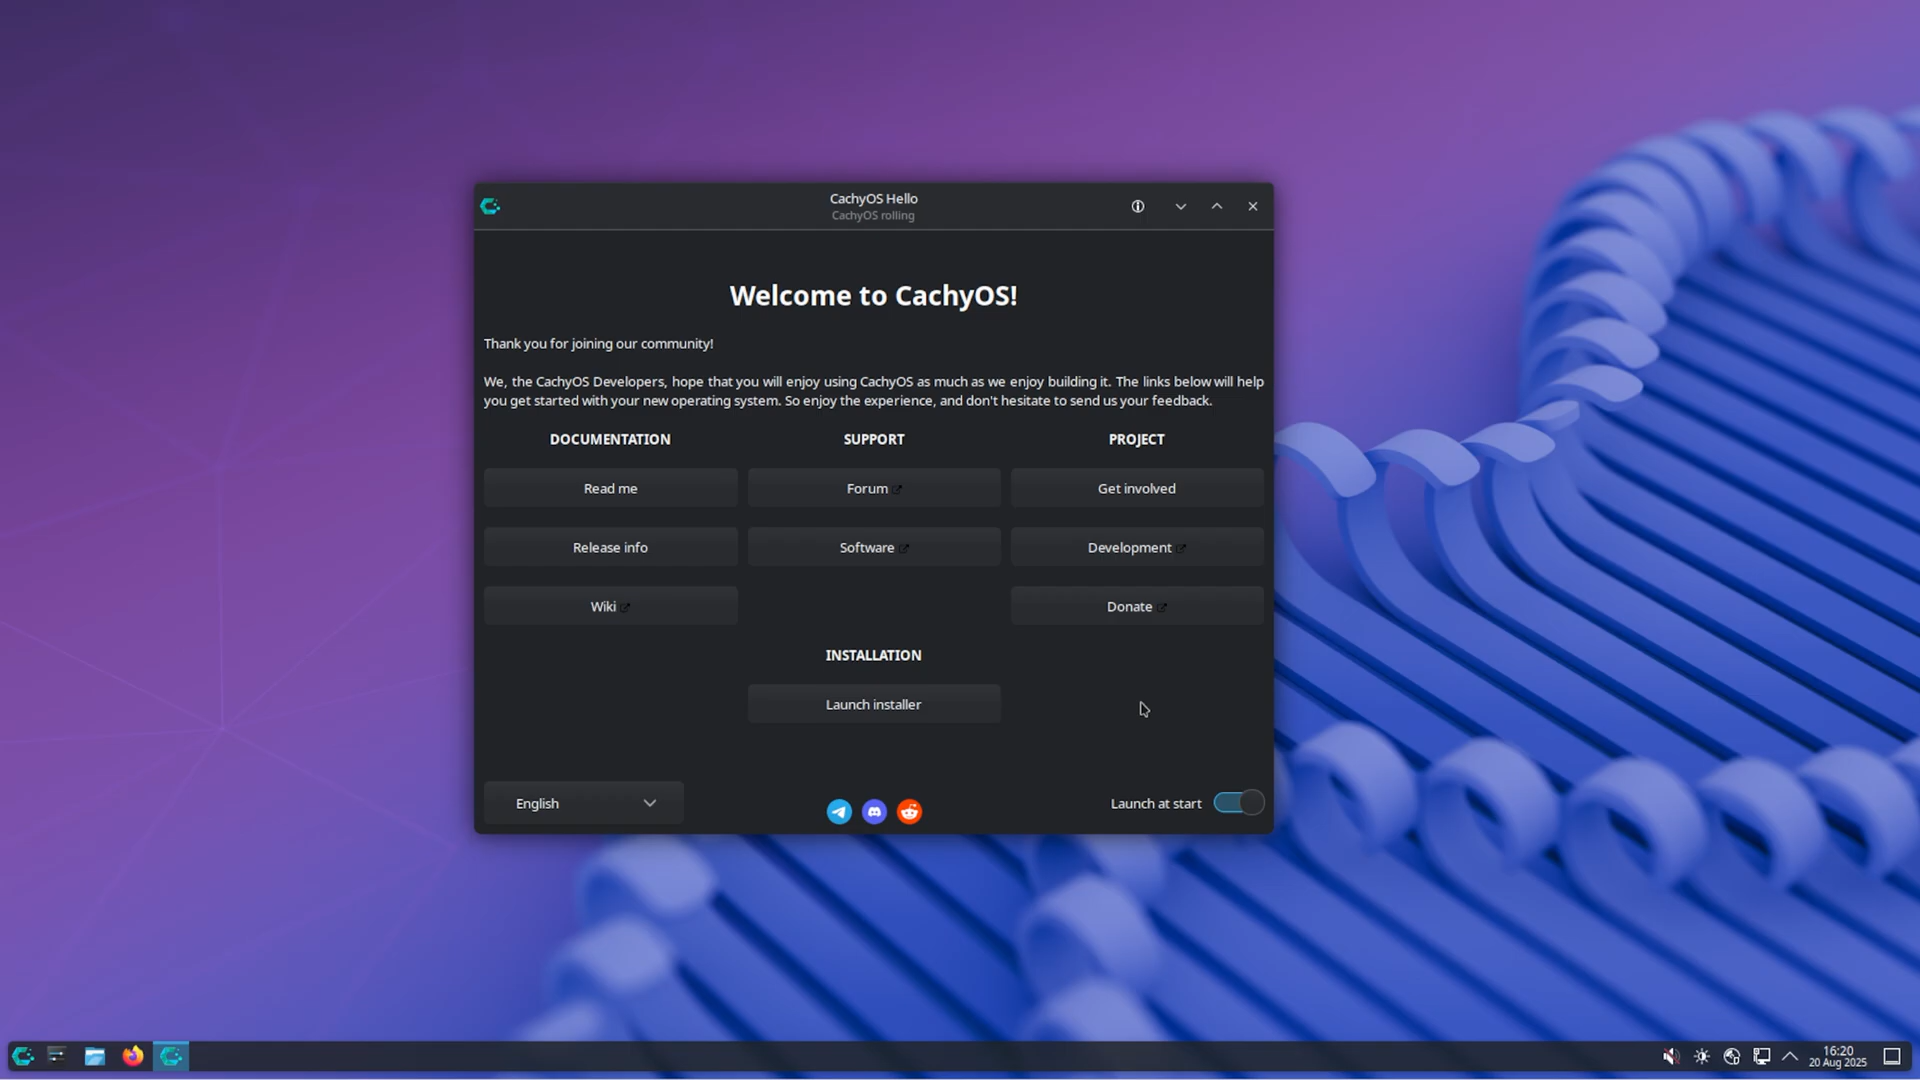 CachyOS Hello
CachyOS rolling
Welcome to CachyOS!
Thank you for joining our community!
We, the CachyOS Developers, hope that you will enjoy using CachyOS as much as we enjoy building it. The links below will help
you get started with your new operating system. So enjoy the experience, and don't hesitate to send us your feedback.
DOCUMENTATION
SUPPORT
PROJECT
Read me
Forum
Get involved
Release info
Software
Development
Wiki
Donate
INSTALLATION
Launch installer
English
Launch at start
16:20
20 Aug 2025